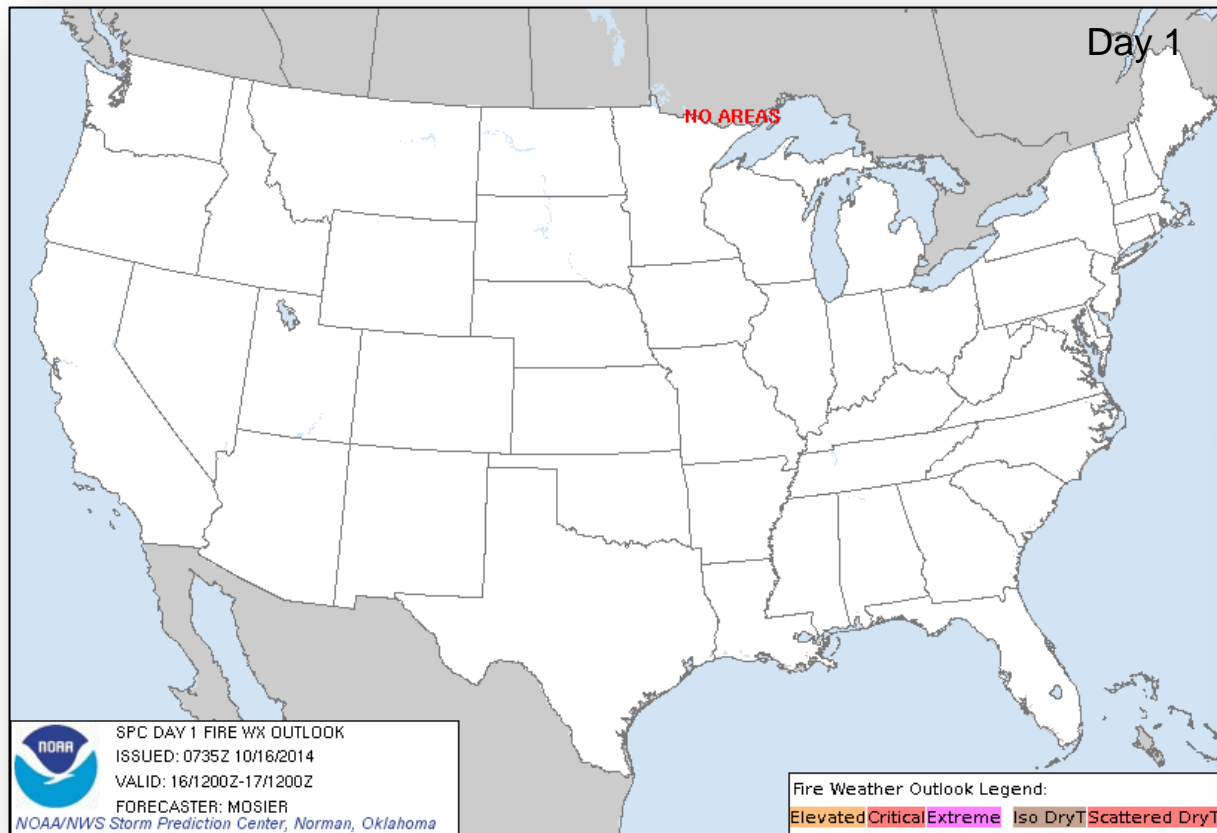 Day 1
NO AREAS
NOAA
SPC DAY 1 FIRE WX OUTLOOK
ISSUED: 0735Z 10/16/2014
VALID: 16/1200Z-17/1200Z
FORECASTER: MOSIER
NOAA/NWS Storm Prediction Center, Norman, Oklahoma
Fire Weather Outlook Legend:
Elevated Critical Extreme Iso DryT Scattered DryT